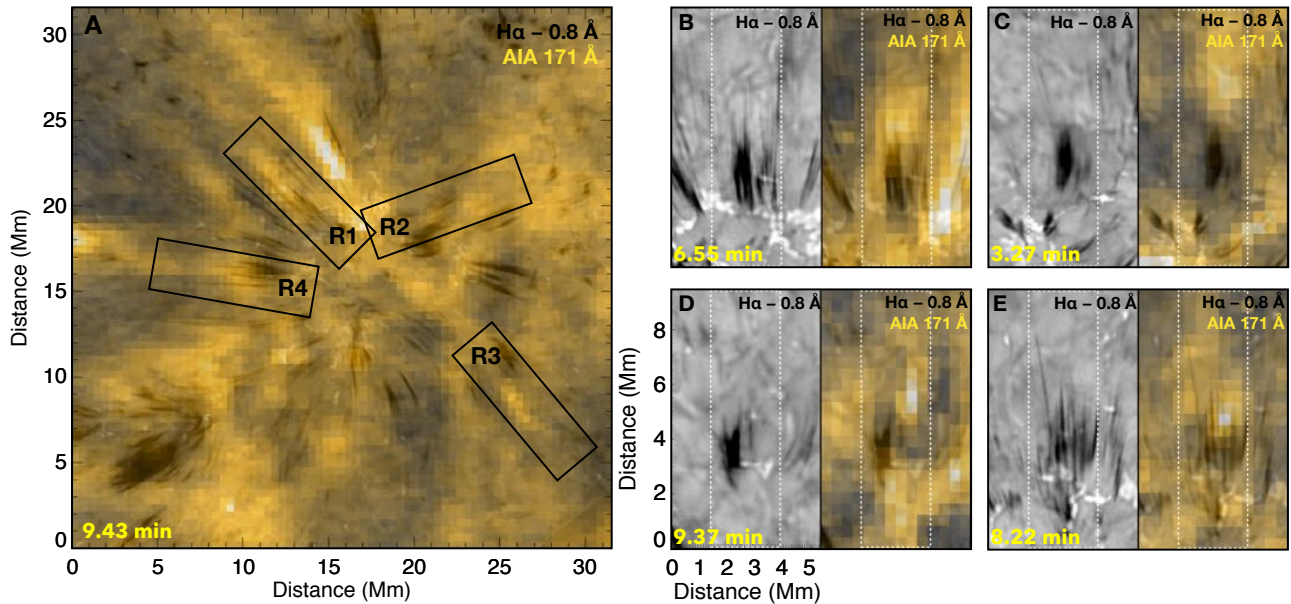 A
Hα – 0.8 Å
AIA 171 Å
R1
R2
R4
R3
9.43 min
Distance (Mm)
30
25
20
15
10
5
0
0
5
10
15
20
25
30
Distance (Mm)
B
Hα – 0.8 Å
Hα – 0.8 Å
AIA 171 Å
6.55 min
C
Hα – 0.8 Å
Hα – 0.8 Å
AIA 171 Å
3.27 min
D
Hα – 0.8 Å
Hα – 0.8 Å
AIA 171 Å
9.37 min
Distance (Mm)
8
6
4
2
0
0 1 2 3 4 5
Distance (Mm)
E
Hα – 0.8 Å
Hα – 0.8 Å
AIA 171 Å
8.22 min